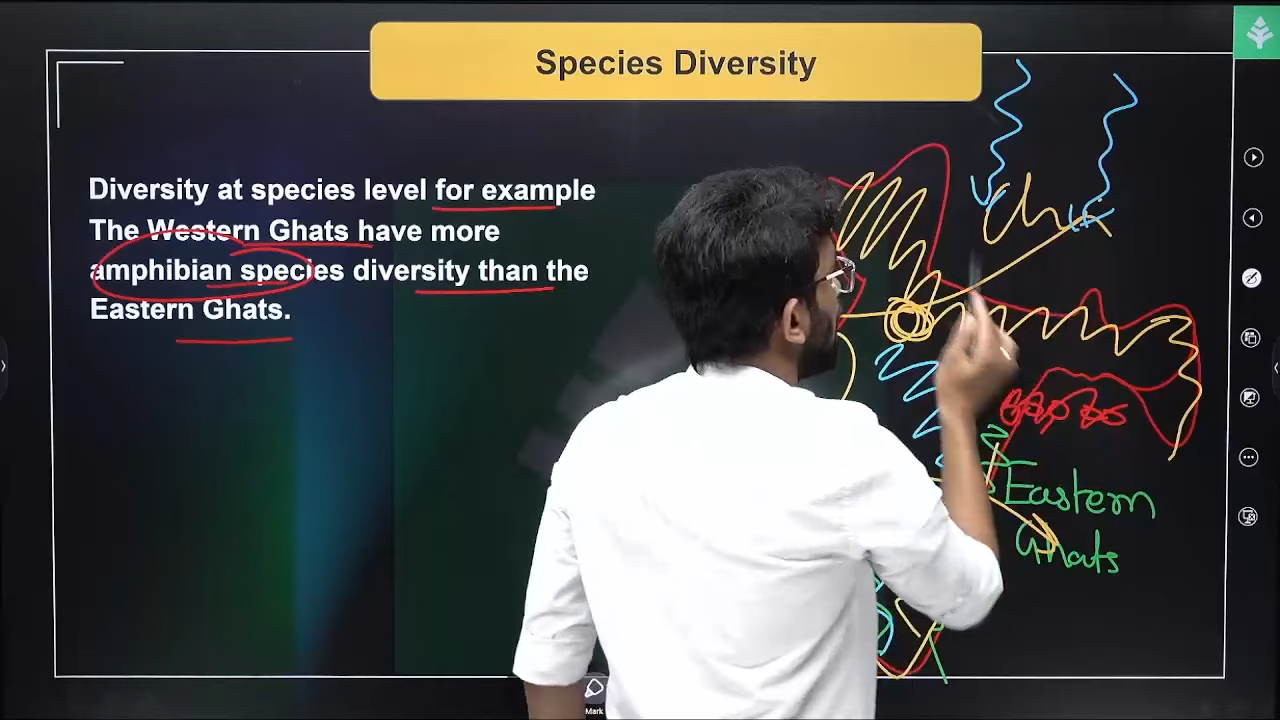 Species Diversity
Diversity at species level for example
The Western Ghats have more
amphibian species diversity than the
Eastern Ghats.
Eastern
Ghats
Mark